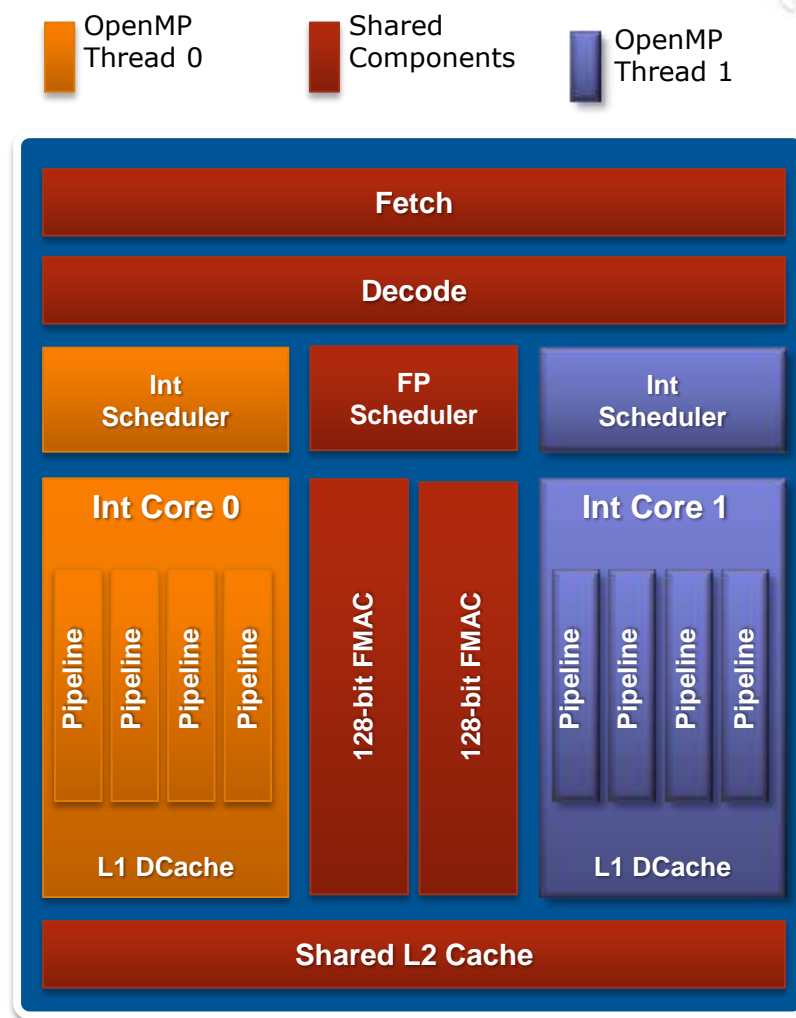 OpenMP
Thread 0
Shared
Components
OpenMP
Thread 1
Fetch
Decode
Int
Scheduler
FP
Scheduler
Int
Scheduler
Int Core 0
Pipeline
Pipeline
Pipeline
Pipeline
L1 DCache
128-bit FMAC
128-bit FMAC
Int Core 1
Pipeline
Pipeline
Pipeline
Pipeline
L1 DCache
Shared L2 Cache